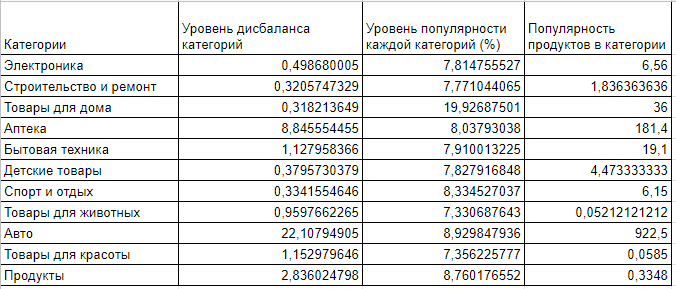 Категории Уровень дисбаланса категорий Уровень популярности каждой категорий (%) Популярность продуктов в категории
Электроника 0,498680005 7,814755527 6,56
Строительство и ремонт 0,3205747329 7,771044065 1,836363636
Товары для дома 0,318213649 19,92687501 36
Аптека 8,845554455 8,03793038 181,4
Бытовая техника 1,127958366 7,910013225 19,1
Детские товары 0,3795730379 7,827916848 4,473333333
Спорт и отдых 0,3341554646 8,334527037 6,15
Товары для животных 0,9597662265 7,330687643 0,05212121212
Авто 22,10794905 8,929847936 922,5
Товары для красоты 1,152979646 7,356225777 0,0585
Продукты 2,836024798 8,760176552 0,3348